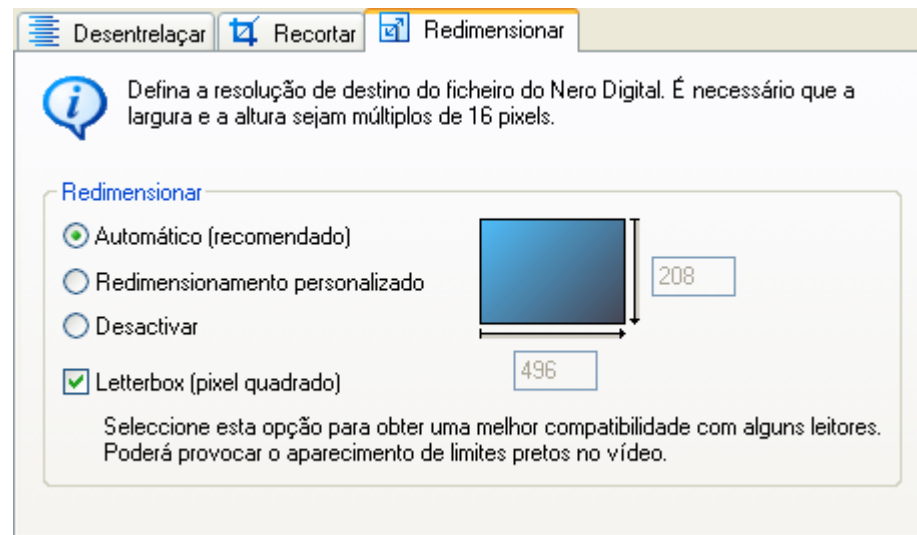 Desentrelaçar Recortar Redimensionar
Defina a resolução de destino do ficheiro do Nero Digital. É necessário que a
largura e a altura sejam múltiplos de 16 pixels.
Redimensionar
Automático (recomendado)
208
Redimensionamento personalizado
Desactivar
496
Letterbox (pixel quadrado)
Seleccione esta opção para obter uma melhor compatibilidade com alguns leitores.
Poderá provocar o aparecimento de limites pretos no vídeo.